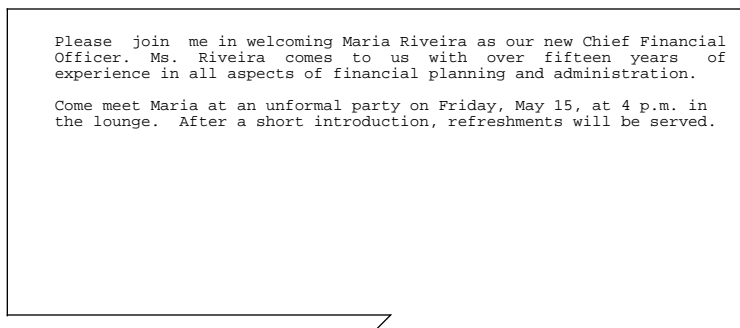 Please join me in welcoming Maria Riveira as our new Chief Financial
Officer. Ms. Riveira comes to us with over fifteen years of
experience in all aspects of financial planning and administration.
Come meet Maria at an unformal party on Friday, May 15, at 4 p.m. in
the lounge. After a short introduction, refreshments will be served.